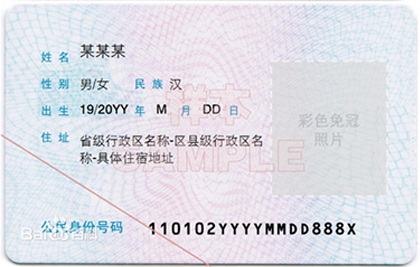 姓名 某某某
性别 男/女 民族 汉
出生 19/20YY 年 M 月 DD 日
样本
SAMPLE
彩色免冠
照片
住址 省级行政区名称-区县级行政区名
称-具体住宿地址
公民身份号码 110102YYYYMMDD888X
Bai百科